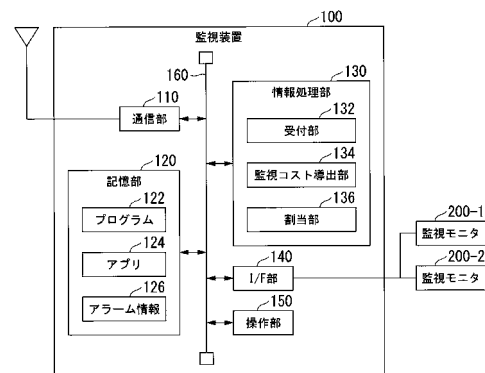 100
監視装置
160
110
通信部
130
情報処理部
132
受付部
134
監視コスト導出部
136
割当部
120
記憶部
122
プログラム
124
アプリ
126
アラーム情報
140
I/F部
150
操作部
200-1
監視モニタ
200-2
監視モニタ